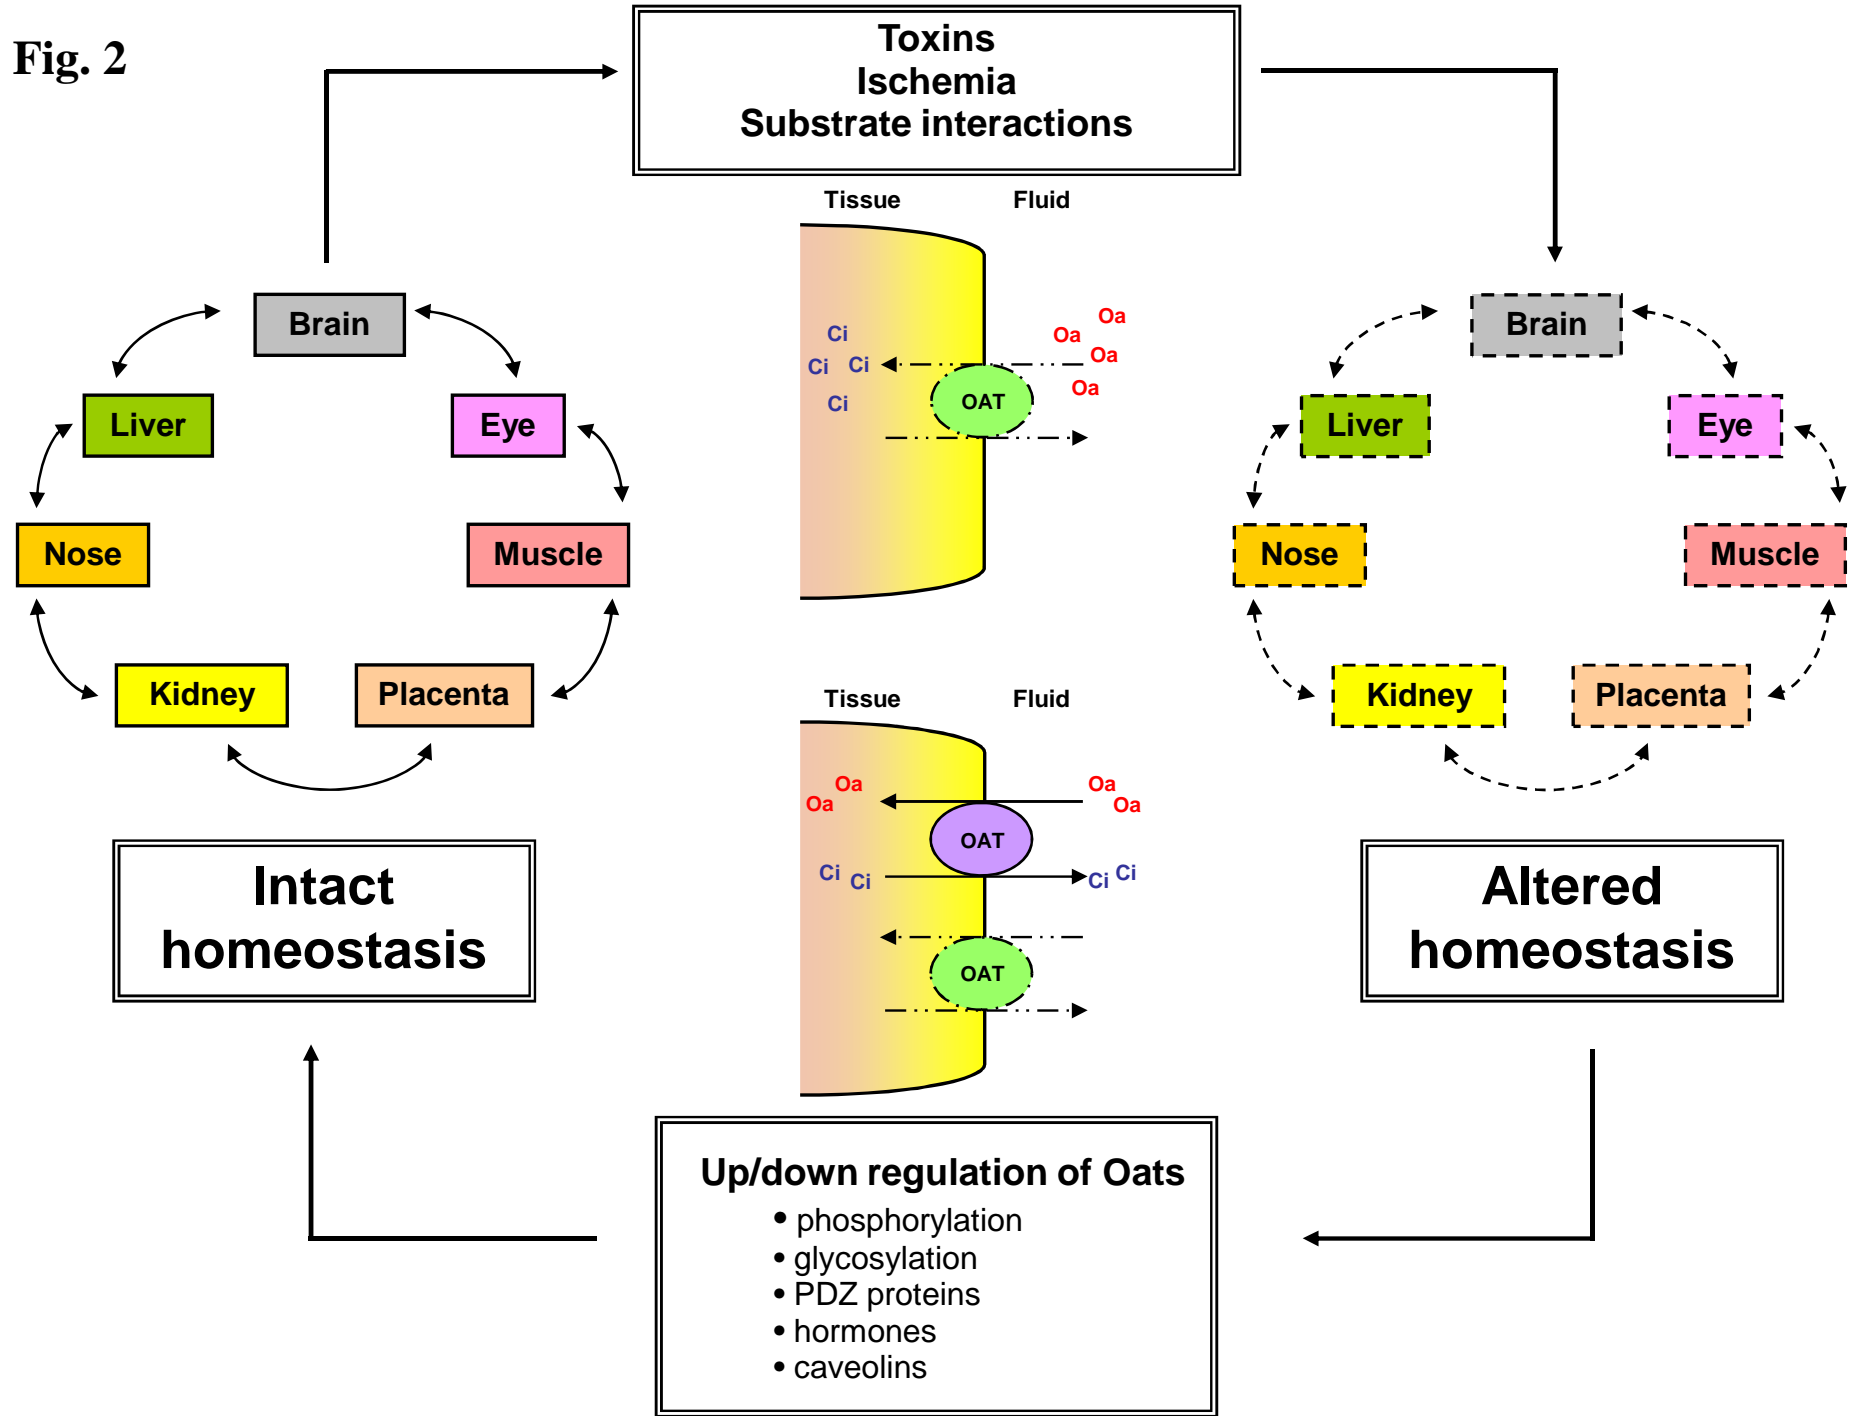 Fig. 2
Toxins
Ischemia
Substrate interactions
Tissue Fluid
Brain
Liver
Eye
Nose
Muscle
Kidney
Placenta
Intact
homeostasis
Ci
Ci Ci
Ci
Oa
Oa
Oa
Oa
OAT
Tissue Fluid
Oa
Oa
Oa
Oa
OAT
Ci
Ci
Ci Ci
OAT
Brain
Liver
Eye
Nose
Muscle
Kidney
Placenta
Altered
homeostasis
Up/down regulation of Oats
• phosphorylation
• glycosylation
• PDZ proteins
• hormones
• caveolins